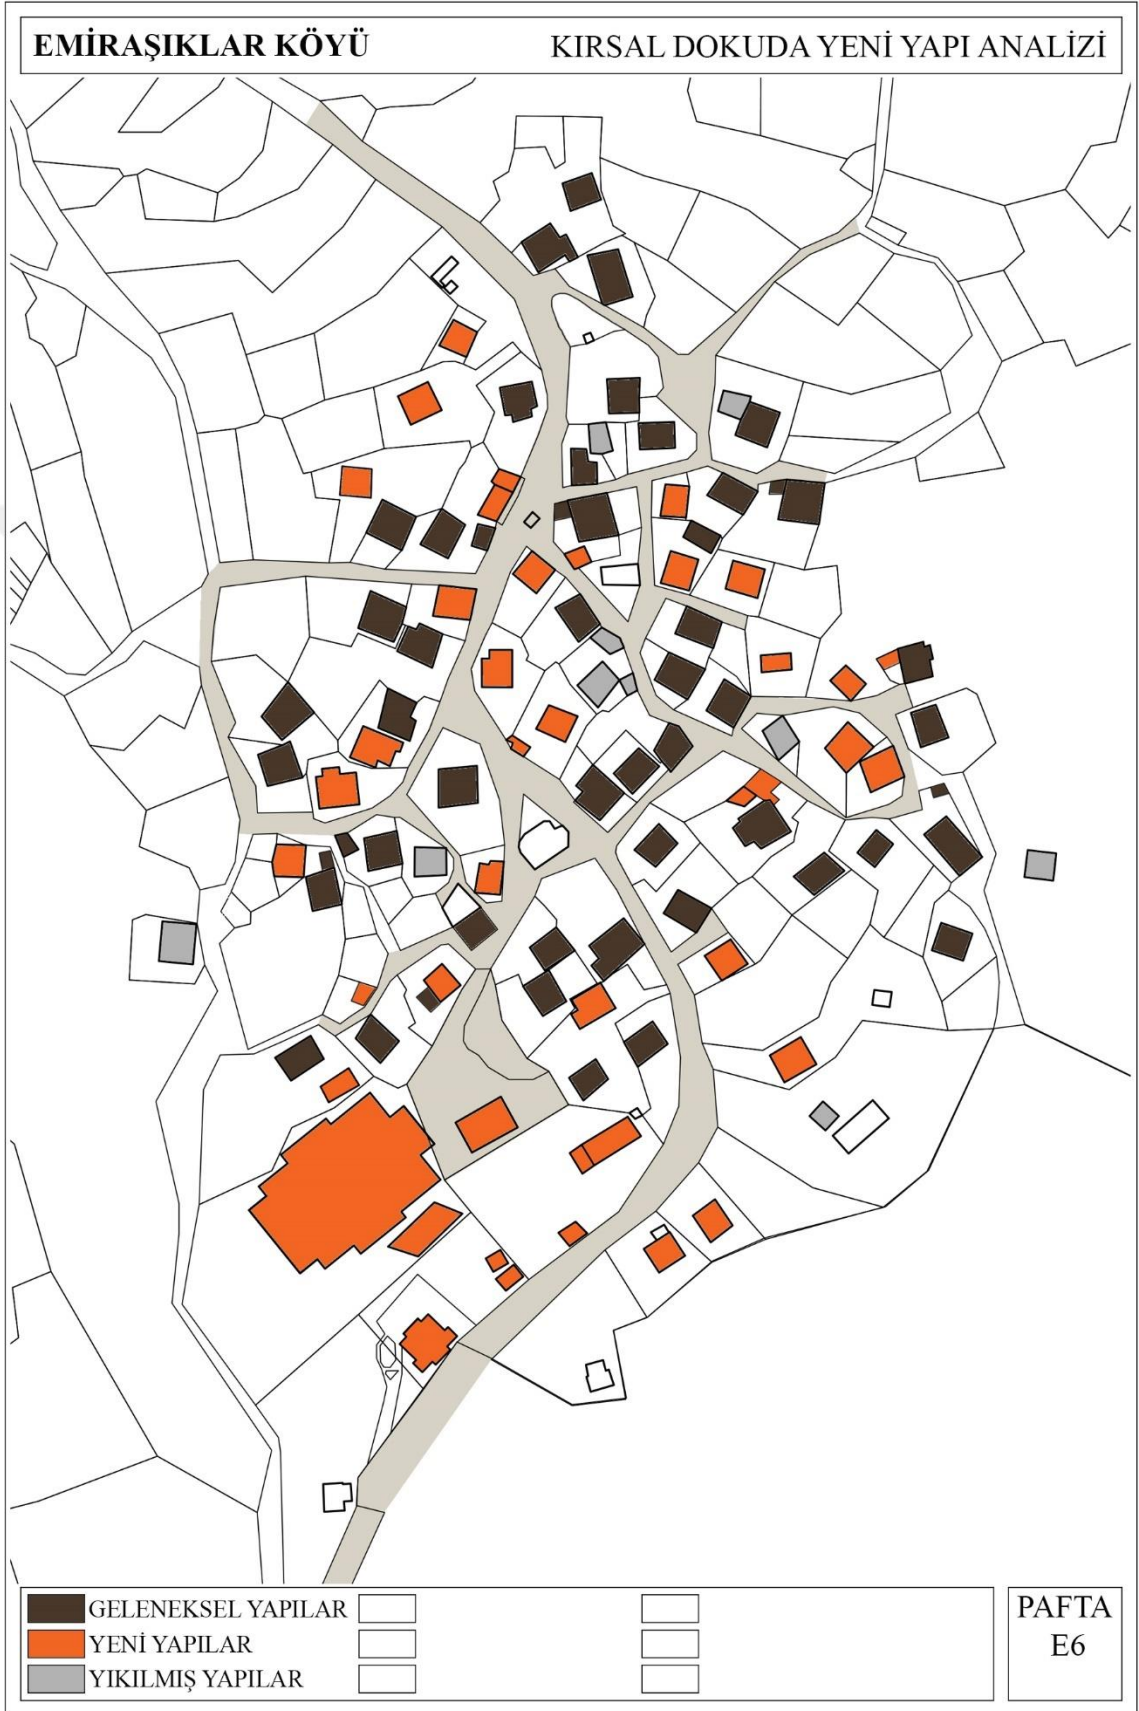 EMİRAŞIKLAR KÖYÜ
KIRSAL DOKUDA YENİ YAPI ANALİZİ
GELENEKSEL YAPILAR
YENİ YAPILAR
YIKILMIŞ YAPILAR
PAFTA
E6